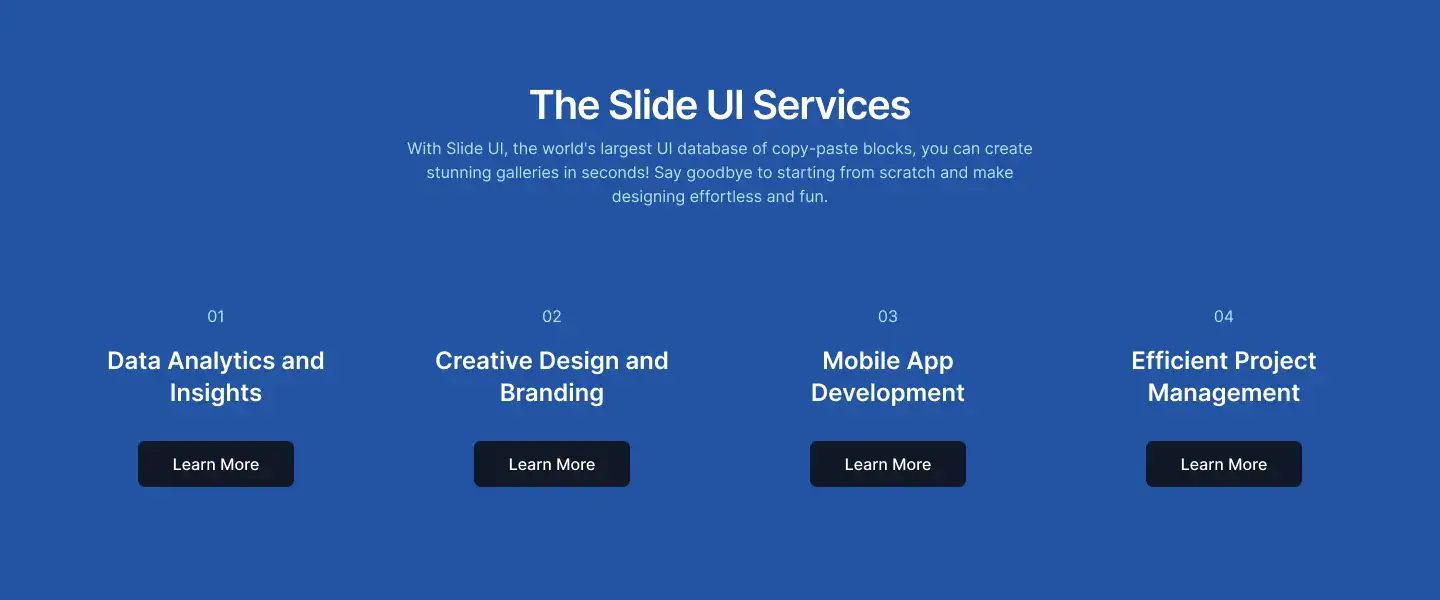 The Slide UI Services
With Slide UI, the world's largest UI database of copy-paste blocks, you can create
stunning galleries in seconds! Say goodbye to starting from scratch and make
designing effortless and fun.
01
Data Analytics and
Insights
Learn More
02
Creative Design and
Branding
Learn More
03
Mobile App
Development
Learn More
04
Efficient Project
Management
Learn More